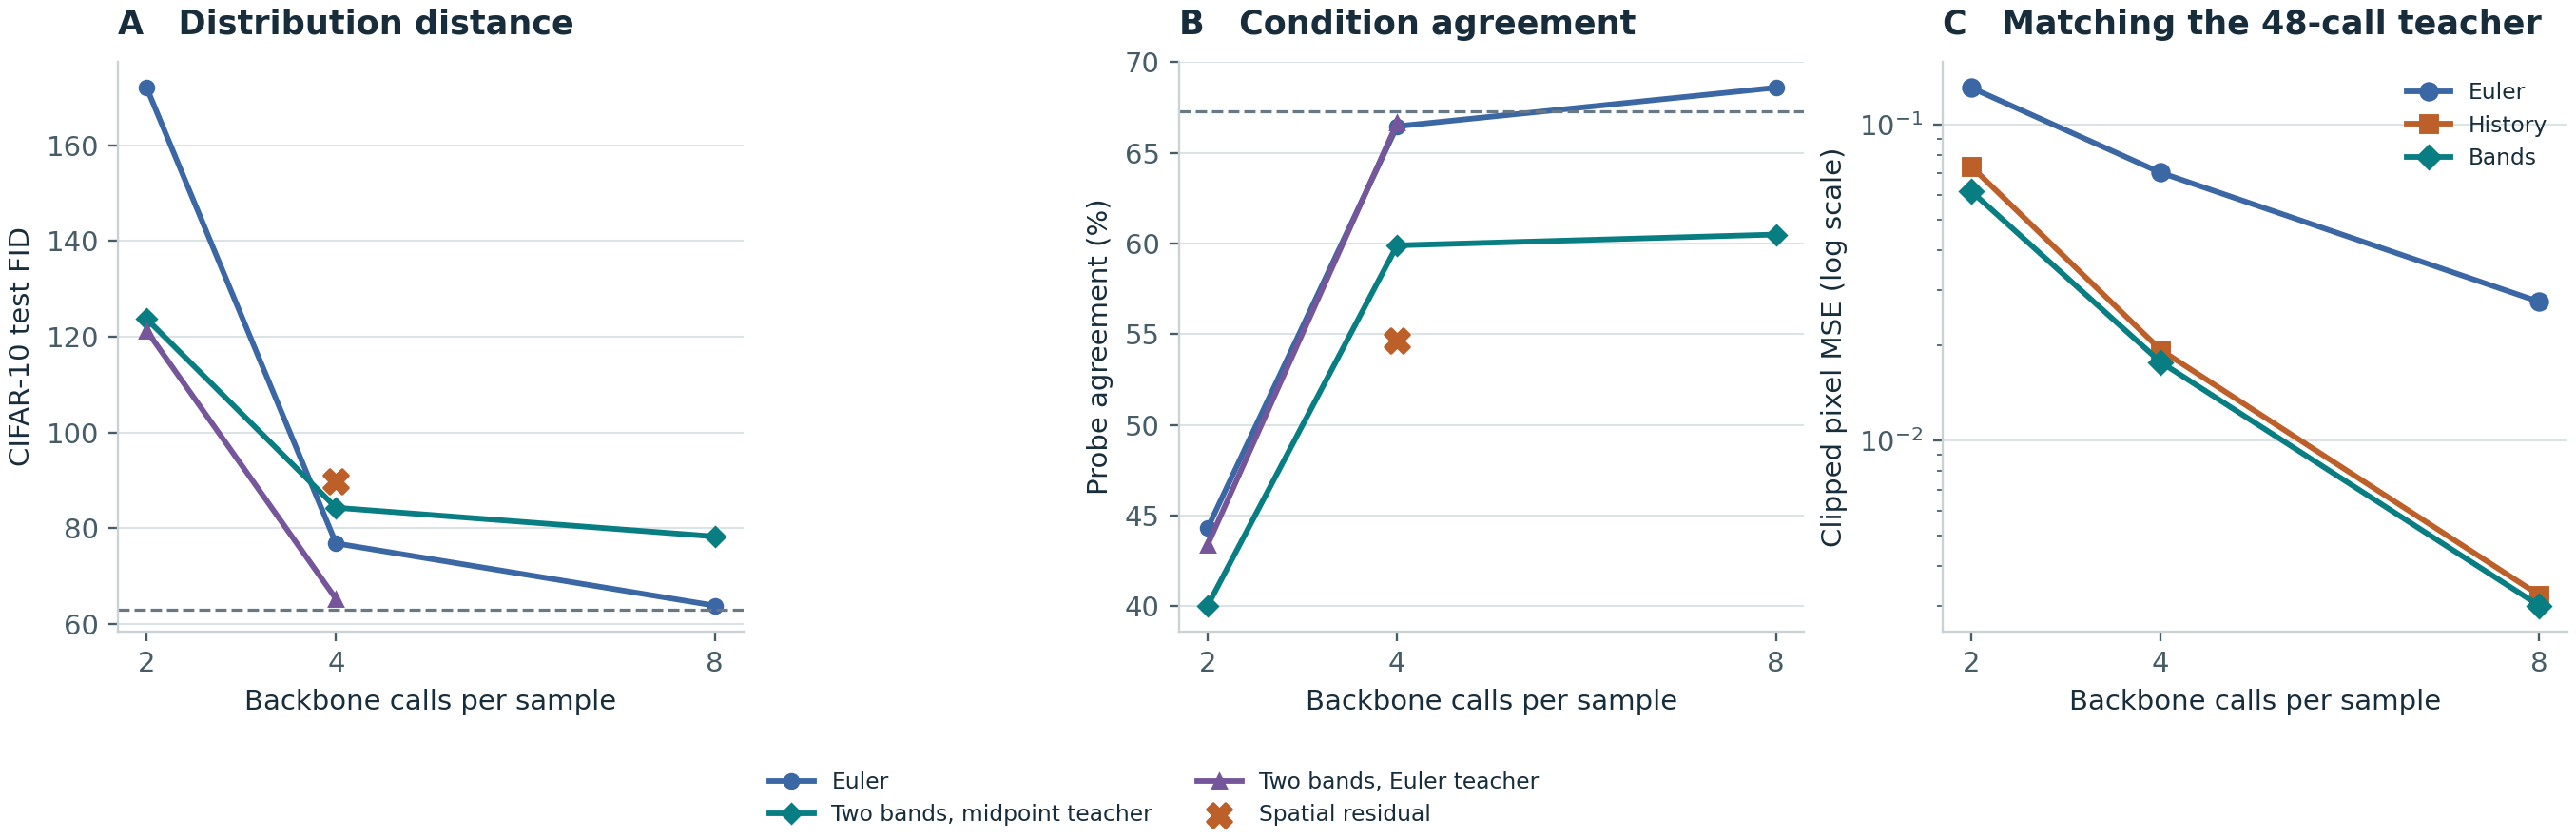 A Distribution distance
CIFAR-10 test FID
160
140
120
100
80
60
2 4 8
Backbone calls per sample
B Condition agreement
Probe agreement (%)
70
65
60
55
50
45
40
2 4 8
Backbone calls per sample
C Matching the 48-call teacher
Clipped pixel MSE (log scale)
10⁻¹
10⁻²
Euler
History
Bands
2 4 8
Backbone calls per sample
Euler
Two bands, midpoint teacher
Two bands, Euler teacher
Spatial residual